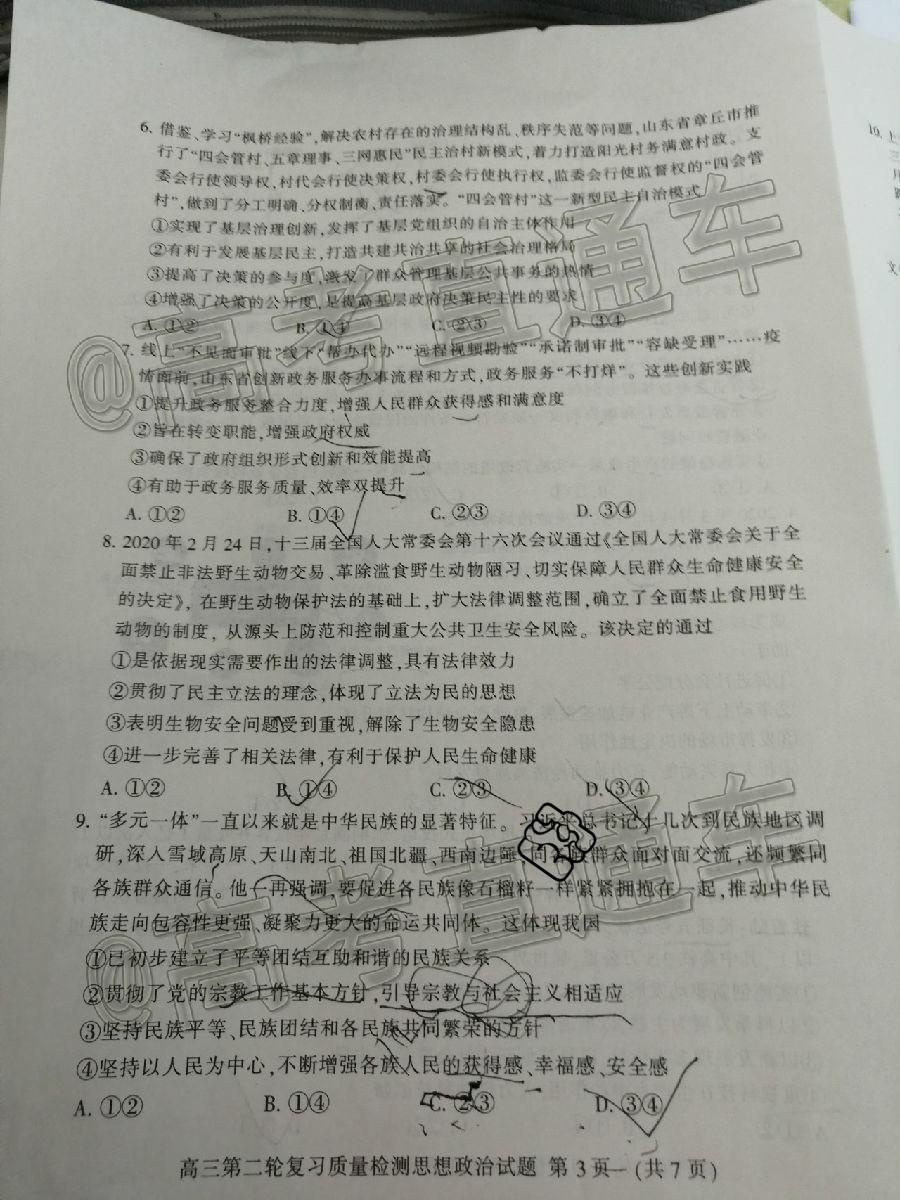 6. 借鉴、学习“枫桥经验”,解决农村存在的治理结构乱、秩序失范等问题,山东省章丘市推
行了“四会管村、五章理事、三网惠民”民主治村新模式,着力打造阳光村务满意村政。支
委会行使领导权,村代会行使决策权,村委会行使执行权,监委会行使监督权的“四会管
村”,做到了分工明确、分权制衡、责任落实。“四会管村”这一新型民主自治模式
①实现了基层治理创新,发挥了基层党组织的自治主体作用
②有利于发展基层民主,打造共建共治共享的社会治理格局
③提高了决策的参与度,激发了群众管理基层公共事务的热情
④增强了决策的公开度,是提高基层政府决策民主性的要求
A. ①② B. ①④ C. ②③ D. ③④
7. 线上“不见面审批”线下“帮办代办”“远程视频勘验”“承诺制审批”“容缺受理”……疫
情面前,山东省创新政务服务办事流程和方式,政务服务“不打烊”。这些创新实践
①提升政务服务整合力度,增强人民群众获得感和满意度
②旨在转变职能,增强政府权威
③确保了政府组织形式创新和效能提高
④有助于政务服务质量、效率双提升
A. ①② B. ①④ C. ②③ D. ③④
8. 2020年2月24日,十三届全国人大常委会第十六次会议通过《全国人大常委会关于全
面禁止非法野生动物交易、革除滥食野生动物陋习、切实保障人民群众生命健康安全
的决定》,在野生动物保护法的基础上,扩大法律调整范围,确立了全面禁止食用野生
动物的制度,从源头上防范和控制重大公共卫生安全风险。该决定的通过
①是依据现实需要作出的法律调整,具有法律效力
②贯彻了民主立法的理念,体现了立法为民的思想
③表明生物安全问题受到重视,解除了生物安全隐患
④进一步完善了相关法律,有利于保护人民生命健康
A. ①② B. ①④ C. ②③ D. ③④
9. “多元一体”一直以来就是中华民族的显著特征。习近平总书记十几次到民族地区调
研,深入雪域高原、天山南北、祖国北疆、西南边陲,同各族群众面对面交流,还频繁同
各族群众通信。他一再强调,要促进各民族像石榴籽一样紧紧拥抱在一起,推动中华民
族走向包容性更强、凝聚力更大的命运共同体。这体现我国
①已初步建立了平等团结互助和谐的民族关系
②贯彻了党的宗教工作基本方针,引导宗教与社会主义相适应
③坚持民族平等、民族团结和各民族共同繁荣的方针
④坚持以人民为中心,不断增强各族人民的获得感、幸福感、安全感
A. ①② B. ①④ C. ②③ D. ③④
高三第二轮复习质量检测思想政治试题 第3页 (共7页)
@高考直通车
@高考直通车
10. 上